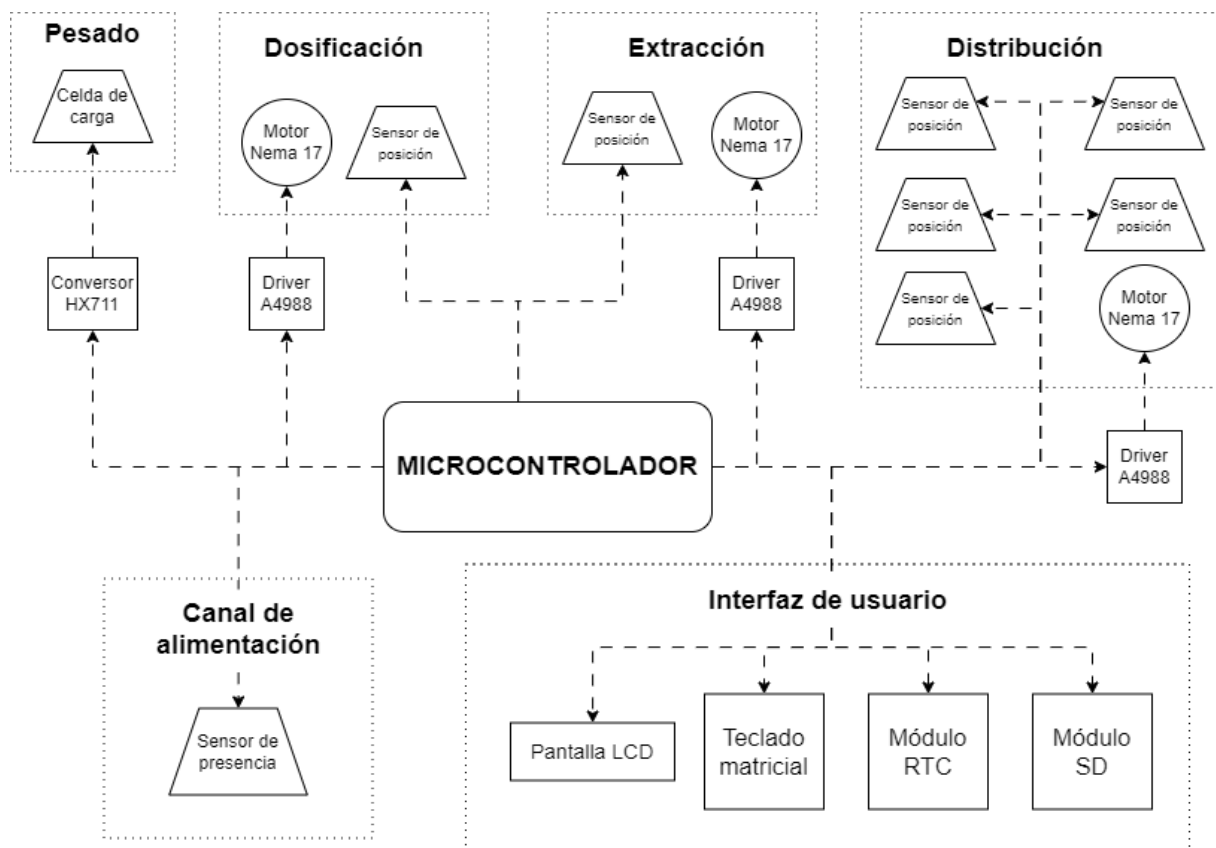 Pesado
Celda de
carga
Conversor
HX711
Dosificación
Motor
Nema 17
Sensor de
posición
Driver
A4988
Extracción
Sensor de
posición
Motor
Nema 17
Driver
A4988
Distribución
Sensor de
posición
Sensor de
posición
Sensor de
posición
Sensor de
posición
Sensor de
posición
Motor
Nema 17
Driver
A4988
MICROCONTROLADOR
Canal de
alimentación
Sensor de
presencia
Interfaz de usuario
Pantalla LCD
Teclado
matricial
Módulo
RTC
Módulo
SD